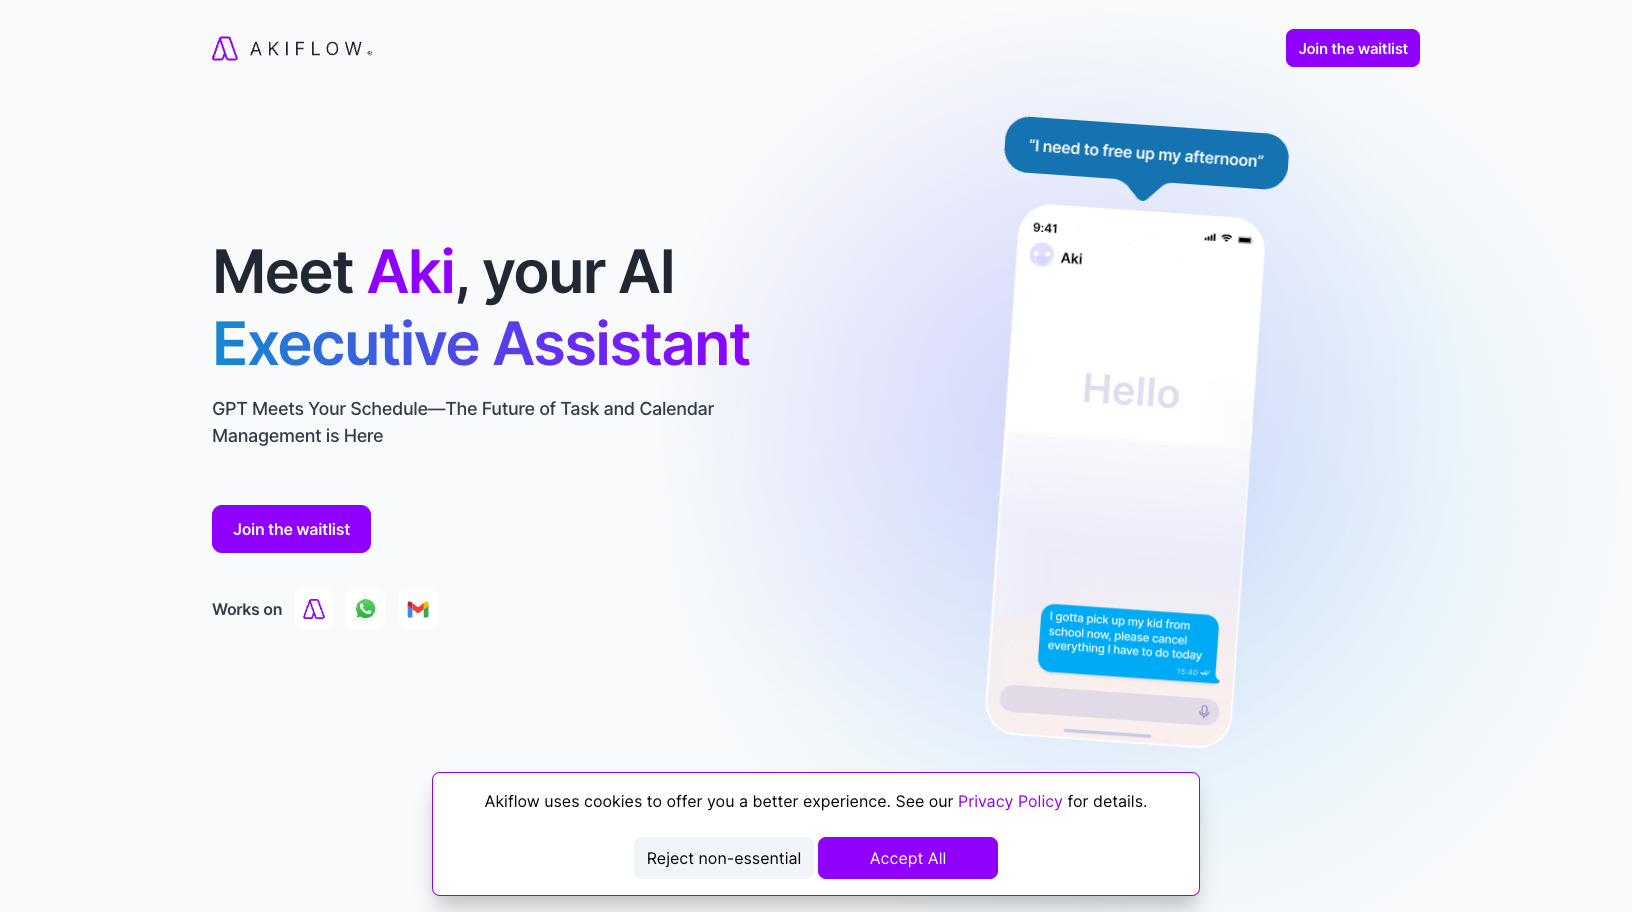 AKIFLOW®
Join the waitlist
“I need to free up my afternoon”
9:41
Aki
Hello
Meet Aki, your AI
Executive Assistant
GPT Meets Your Schedule—The Future of Task and Calendar
Management is Here
Join the waitlist
Works on
I gotta pick up my kid from
school now, please cancel
everything I have to do today
15:40
Akiflow uses cookies to offer you a better experience. See our Privacy Policy for details.
Reject non-essential
Accept All